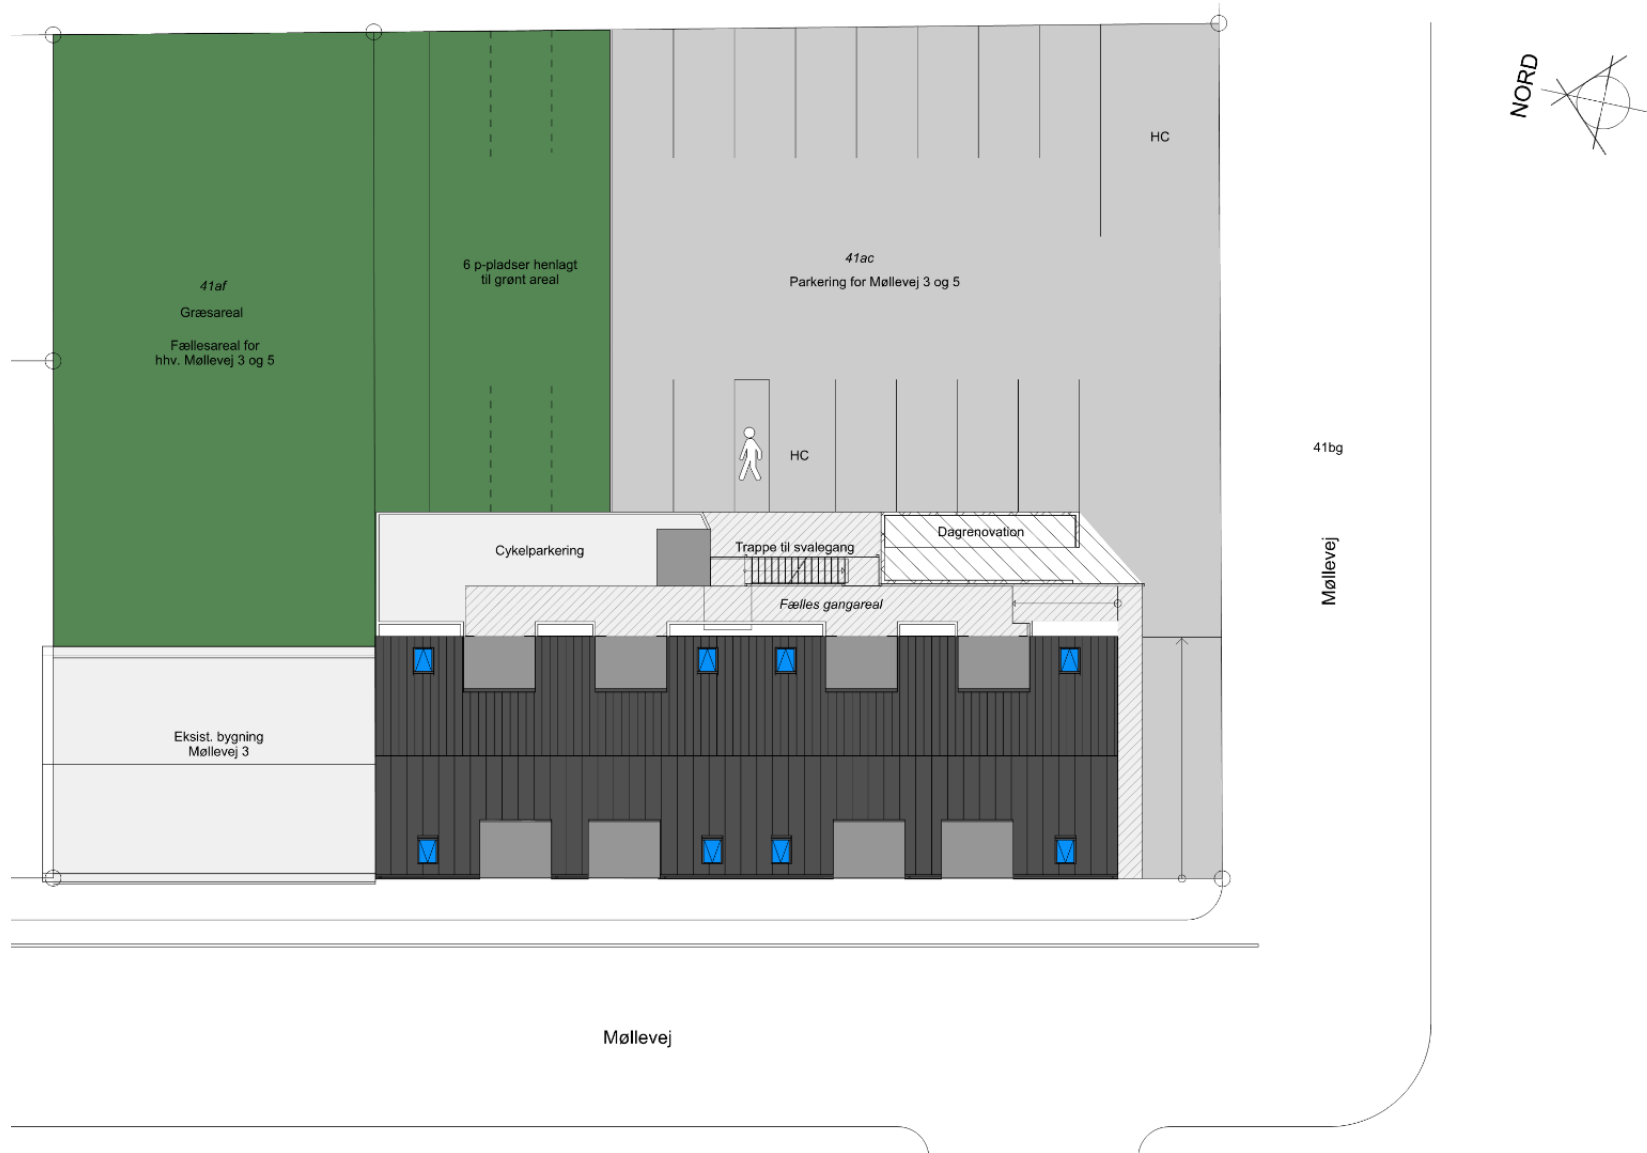 NORD
HC
41ac
Parkering for Møllevej 3 og 5
6 p-pladser henlagt
til grønt areal
41af
Græsareal
Fællesareal for
hhv. Møllevej 3 og 5
HC
41bg
Møllevej
Cykelparkering
Trappe til svalegang
Dagrenovation
Fælles gangareal
Eksist. bygning
Møllevej 3
Møllevej